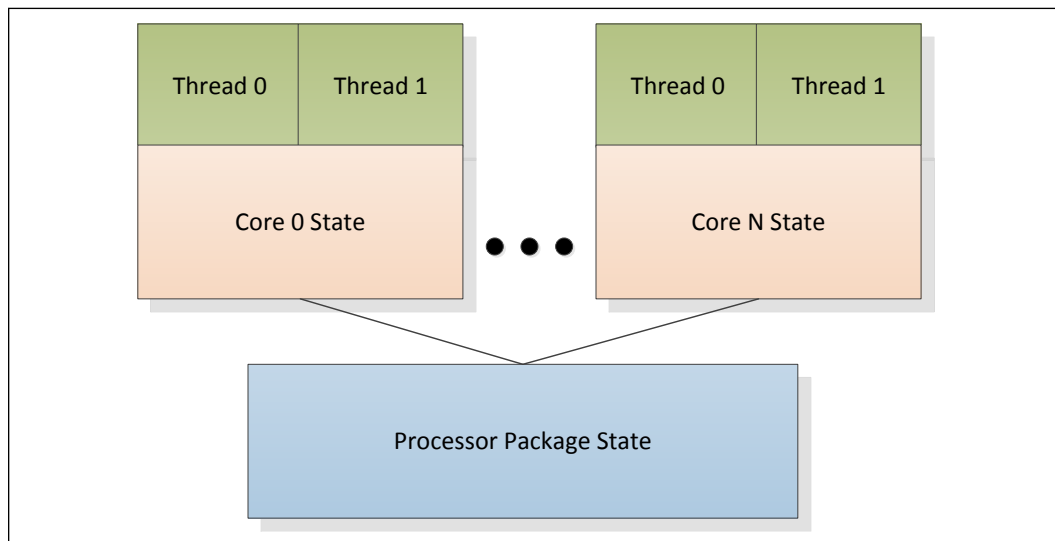 Thread 0
Thread 1
Thread 0
Thread 1
Core 0 State
Core N State
Processor Package State